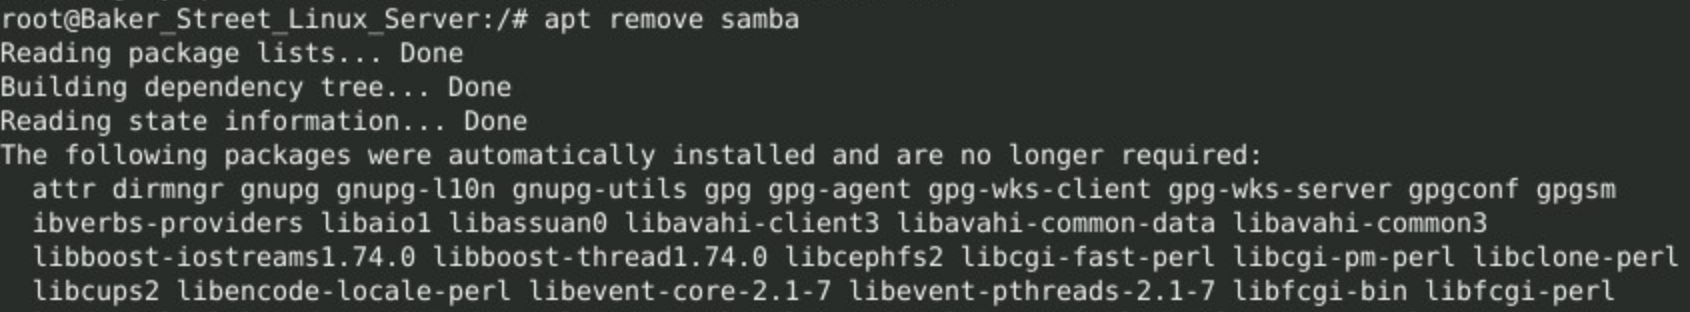 root@Baker_Street_Linux_Server:/# apt remove samba
Reading package lists... Done
Building dependency tree... Done
Reading state information... Done
The following packages were automatically installed and are no longer required:
  attr dirmngr gnupg gnupg-l10n gnupg-utils gpg gpg-agent gpg-wks-client gpg-wks-server gpgconf gpgsm
  ibverbs-providers libaio1 libassuan0 libavahi-client3 libavahi-common-data libavahi-common3
  libboost-iostreams1.74.0 libboost-thread1.74.0 libcephfs2 libcgi-fast-perl libcgi-pm-perl libclone-perl
  libcups2 libencode-locale-perl libevent-core-2.1-7 libevent-pthreads-2.1-7 libfcgi-bin libfcgi-perl